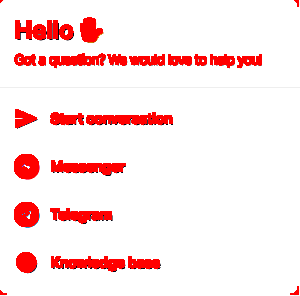 Hello ✋
Got a question? We would love to help you!
Start conversation
Messenger
Telegram
Knowledge base